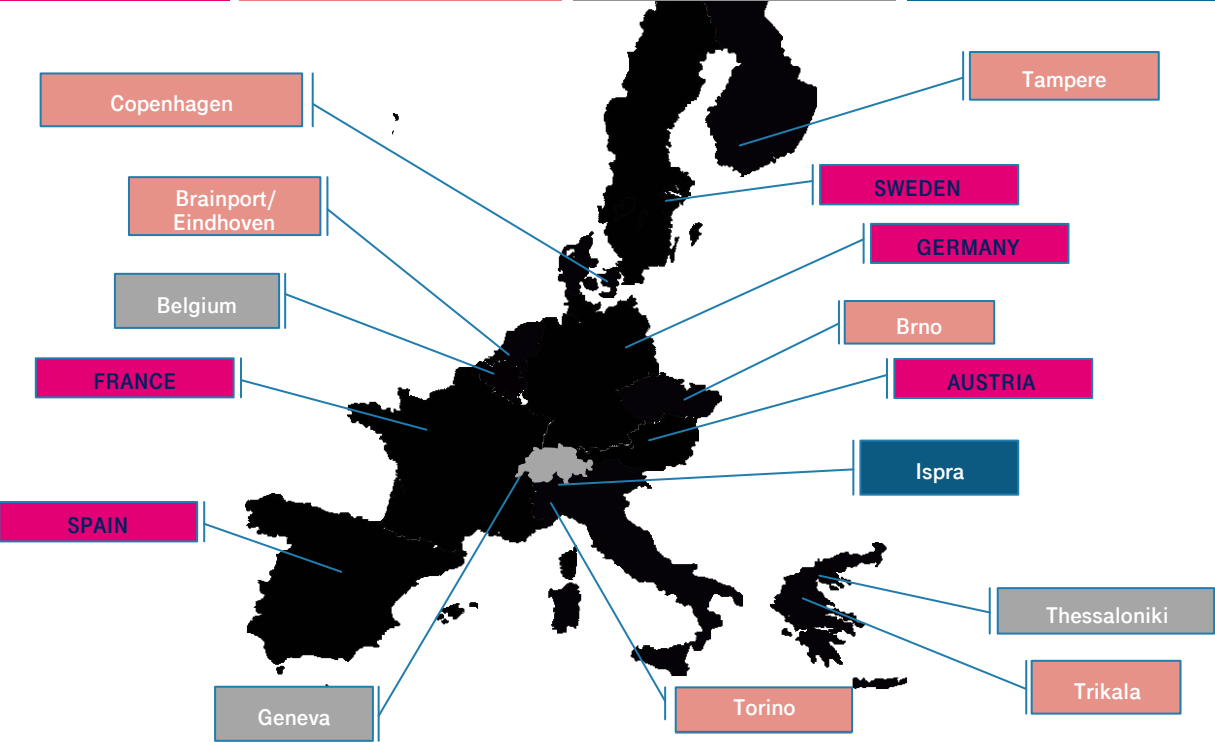 Copenhagen
Tampere
Brainport/
Eindhoven
SWEDEN
GERMANY
Belgium
Brno
FRANCE
AUSTRIA
Ispra
SPAIN
Thessaloniki
Trikala
Geneva
Torino